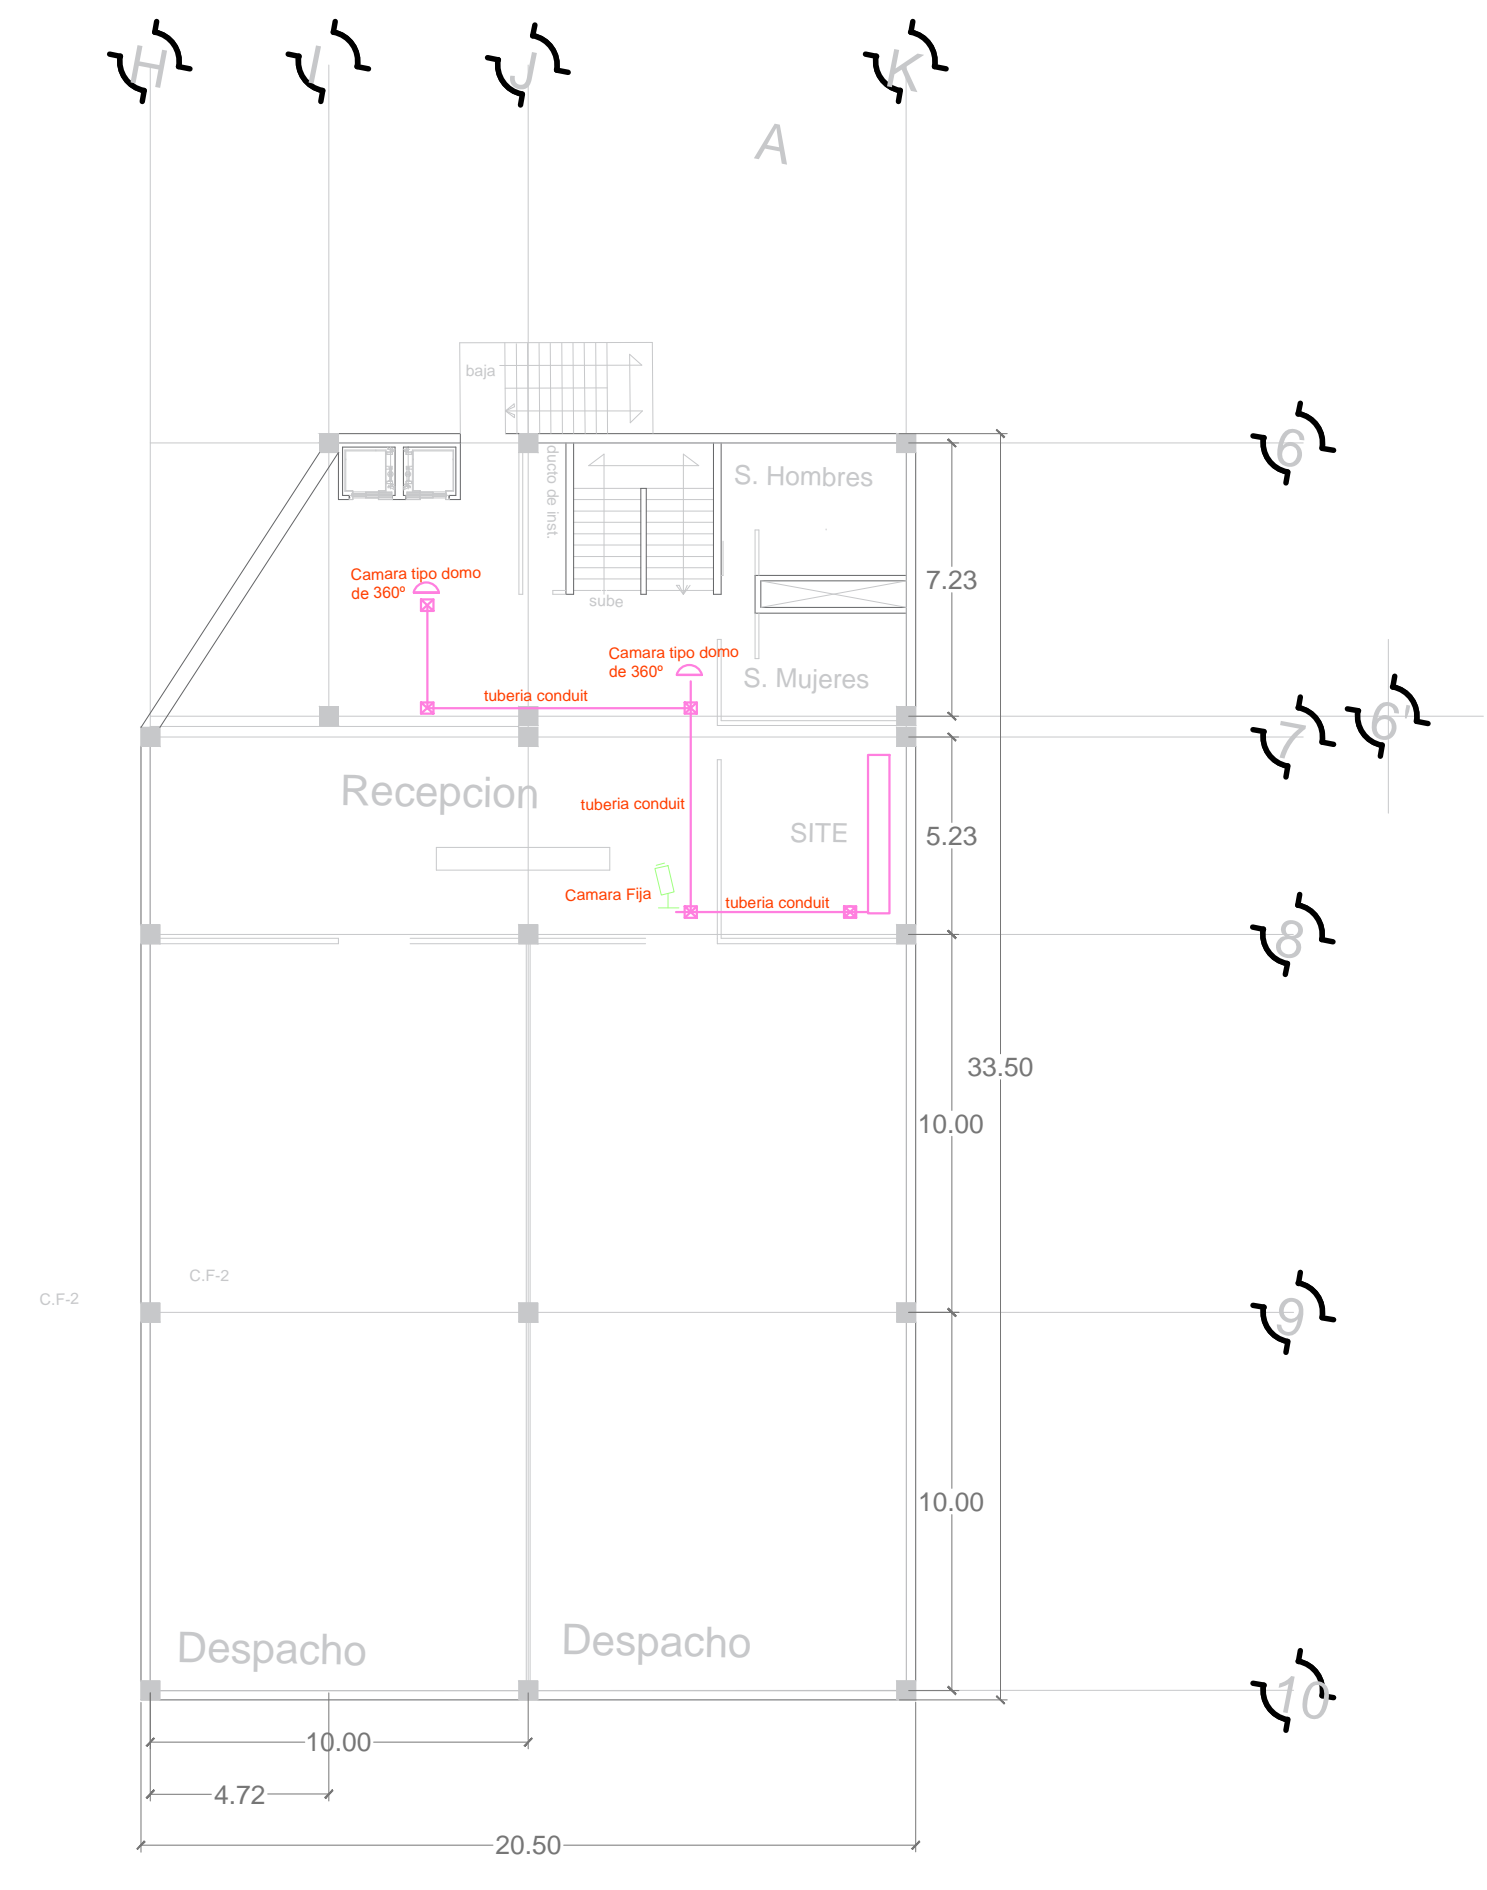 H
I
J
K
A
baja
6
ducto de inst.
S. Hombres
Camara tipo domo
de 360º
7.23
sube
Camara tipo domo
de 360º
S. Mujeres
tuberia conduit
7
6'
Recepcion
tuberia conduit
SITE
5.23
Camara Fija
tuberia conduit
8
33.50
10.00
C.F-2
C.F-2
9
10.00
Despacho
Despacho
10
10.00
4.72
20.50